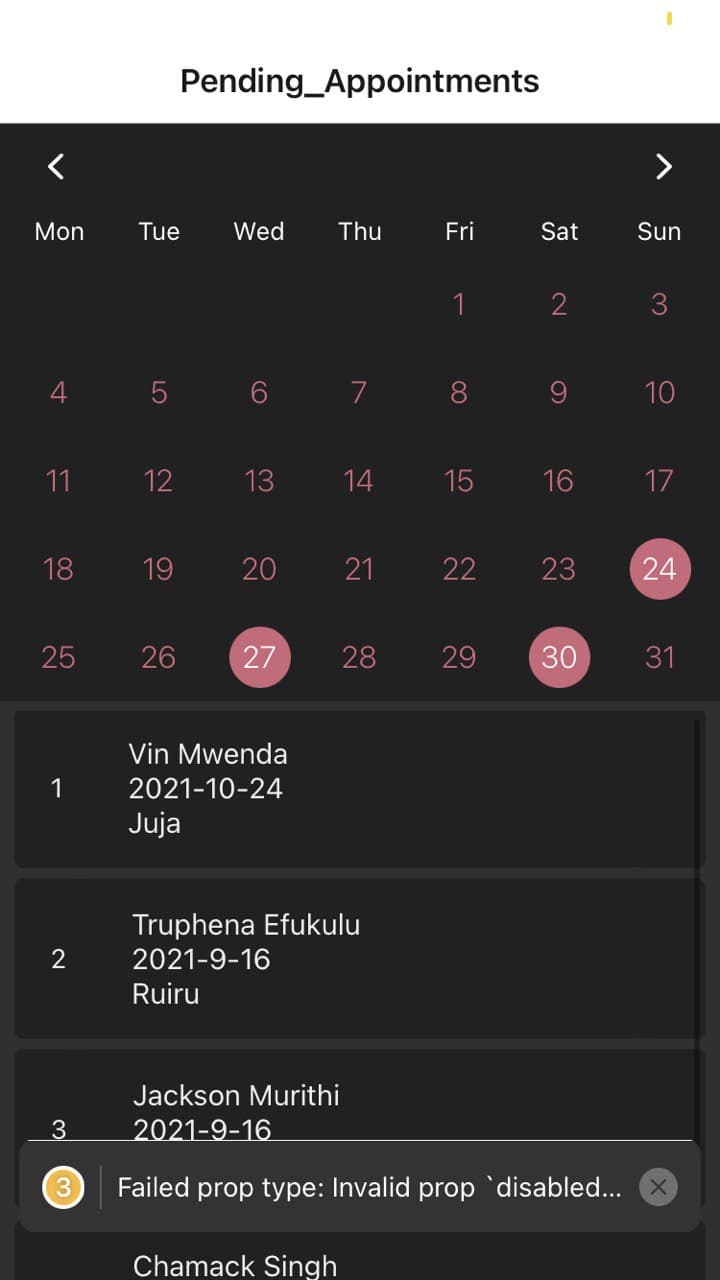 Pending_Appointments
Mon Tue Wed Thu Fri Sat Sun
1 2 3
4 5 6 7 8 9 10
11 12 13 14 15 16 17
18 19 20 21 22 23 24
25 26 27 28 29 30 31
Vin Mwenda
1 2021-10-24
Juja
Truphena Efukulu
2 2021-9-16
Ruiru
Jackson Murithi
3 2021-9-16
3 Failed prop type: Invalid prop `disabled...
Chamack Singh